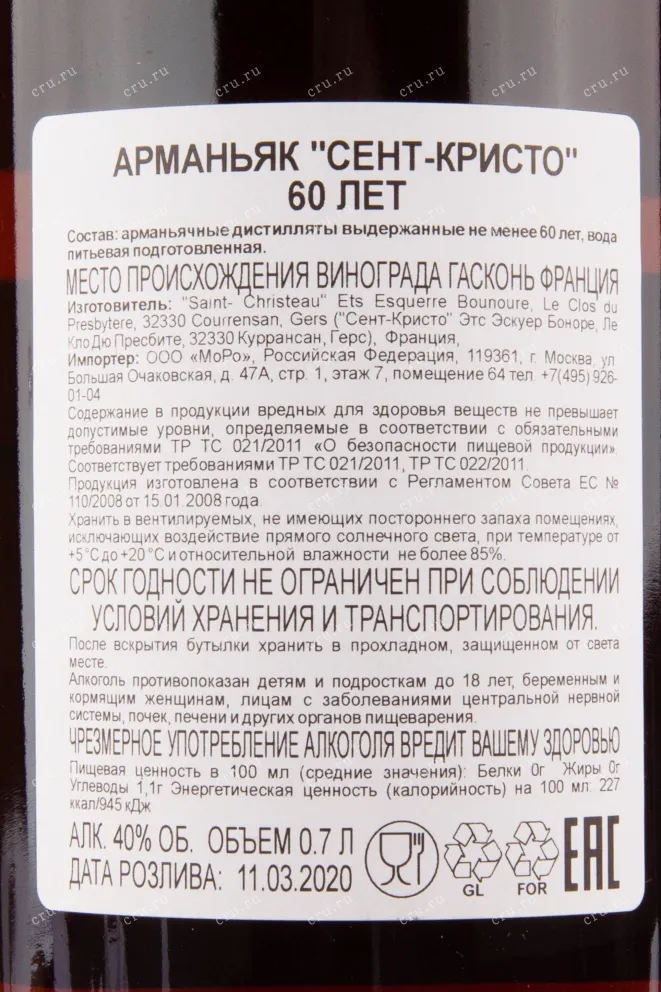 АРМАНЬЯК "СЕНТ-КРИСТО"
60 ЛЕТ
Состав: арманьячные дистилляты выдержанные не менее 60 лет, вода
питьевая подготовленная.
МЕСТО ПРОИСХОЖДЕНИЯ ВИНОГРАДА ГАСКОНЬ ФРАНЦИЯ
Изготовитель: "Saint- Christeau" Ets Esquerre Bounoure, Le Clos du
Presbytere, 32330 Courrensan, Gers ("Сент-Кристо" Этс Эскуер Боноре, Ле
Кло Дю Пресбите, 32330 Куррансан, Герс), Франция,
Импортер: ООО «МоРо», Российская Федерация, 119361, г. Москва, ул.
Большая Очаковская, д. 47А, стр. 1, этаж 7, помещение 64 тел. +7(495) 926-
01-04
Содержание в продукции вредных для здоровья веществ не превышает
допустимые уровни, определяемые в соответствии с обязательными
требованиями ТР ТС 021/2011 «О безопасности пищевой продукции».
Соответствует требованиями ТР ТС 021/2011, ТР ТС 022/2011.
Продукция изготовлена в соответствии с Регламентом Совета ЕС №
110/2008 от 15.01.2008 года.
Хранить в вентилируемых, не имеющих постороннего запаха помещениях,
исключающих воздействие прямого солнечного света, при температуре от
+5°С до +20°С и относительной влажности не более 85%.
СРОК ГОДНОСТИ НЕ ОГРАНИЧЕН ПРИ СОБЛЮДЕНИИ
УСЛОВИЙ ХРАНЕНИЯ И ТРАНСПОРТИРОВАНИЯ.
После вскрытия бутылки хранить в прохладном, защищенном от света
месте.
Алкоголь противопоказан детям и подросткам до 18 лет, беременным и
кормящим женщинам, лицам с заболеваниями центральной нервной
системы, почек, печени и других органов пищеварения.
ЧРЕЗМЕРНОЕ УПОТРЕБЛЕНИЕ АЛКОГОЛЯ ВРЕДИТ ВАШЕМУ ЗДОРОВЬЮ
Пищевая ценность в 100 мл (средние значения): Белки 0г Жиры 0г
Углеводы 1,1г Энергетическая ценность (калорийность) на 100 мл: 227
ккал/945 кДж
АЛК. 40% ОБ. ОБЪЕМ 0.7 Л
ДАТА РОЗЛИВА: 11.03.2020
GL FOR
EAC
cru.ru